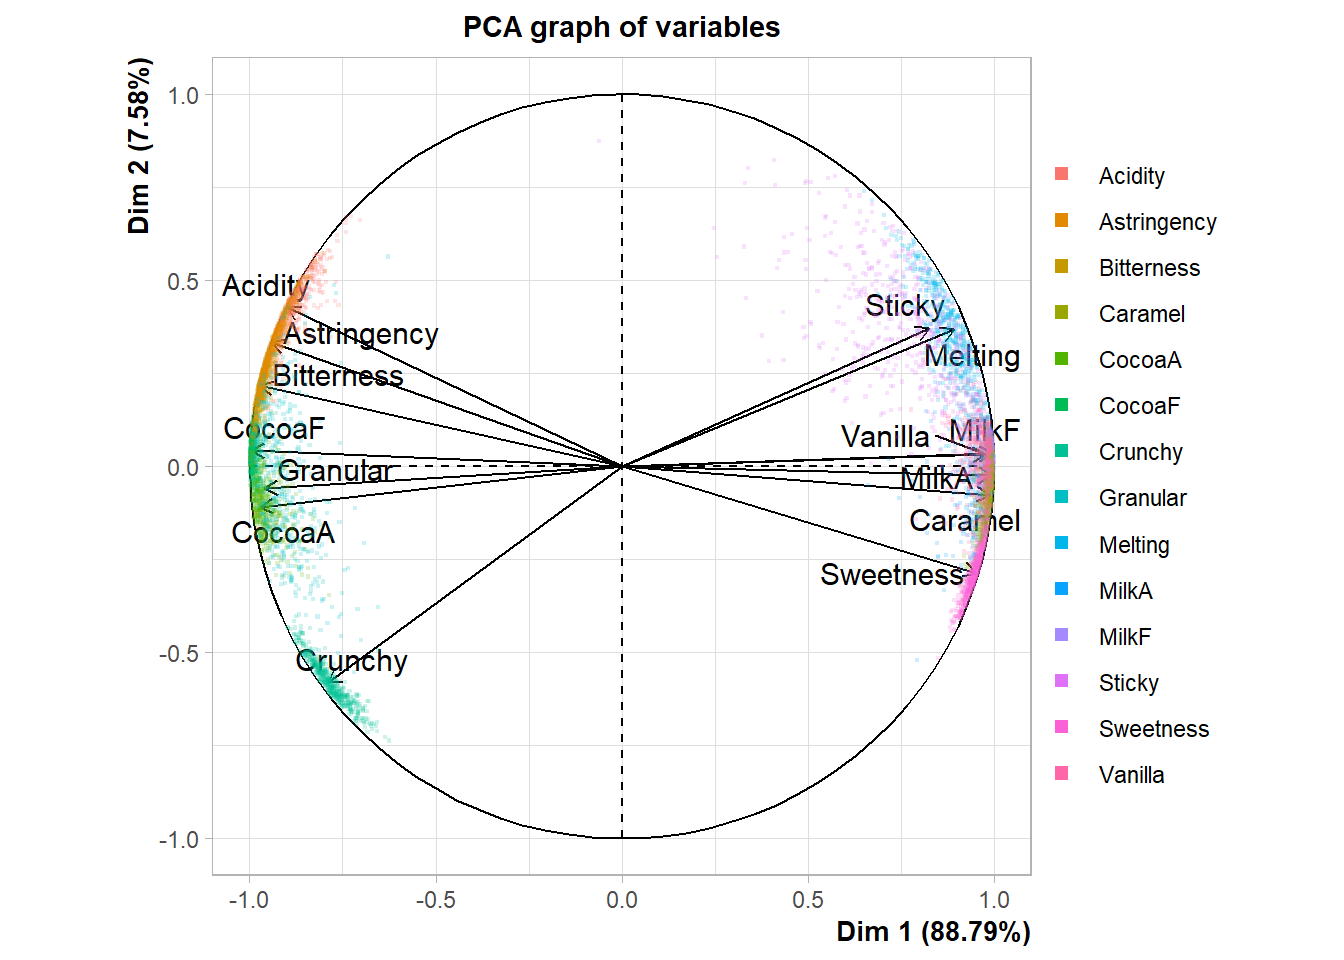 PCA graph of variables
Dim 2 (7.58%)
1.0
0.5
0.0
-0.5
-1.0
Acidity
Astringency
Bitterness
CocoaF
Granular
CocoaA
Crunchy
Sticky
Melting
Vanilla
MilkF
MilkA
Caramel
Sweetness
-1.0
-0.5
0.0
0.5
1.0
Dim 1 (88.79%)
Acidity
Astringency
Bitterness
Caramel
CocoaA
CocoaF
Crunchy
Granular
Melting
MilkA
MilkF
Sticky
Sweetness
Vanilla